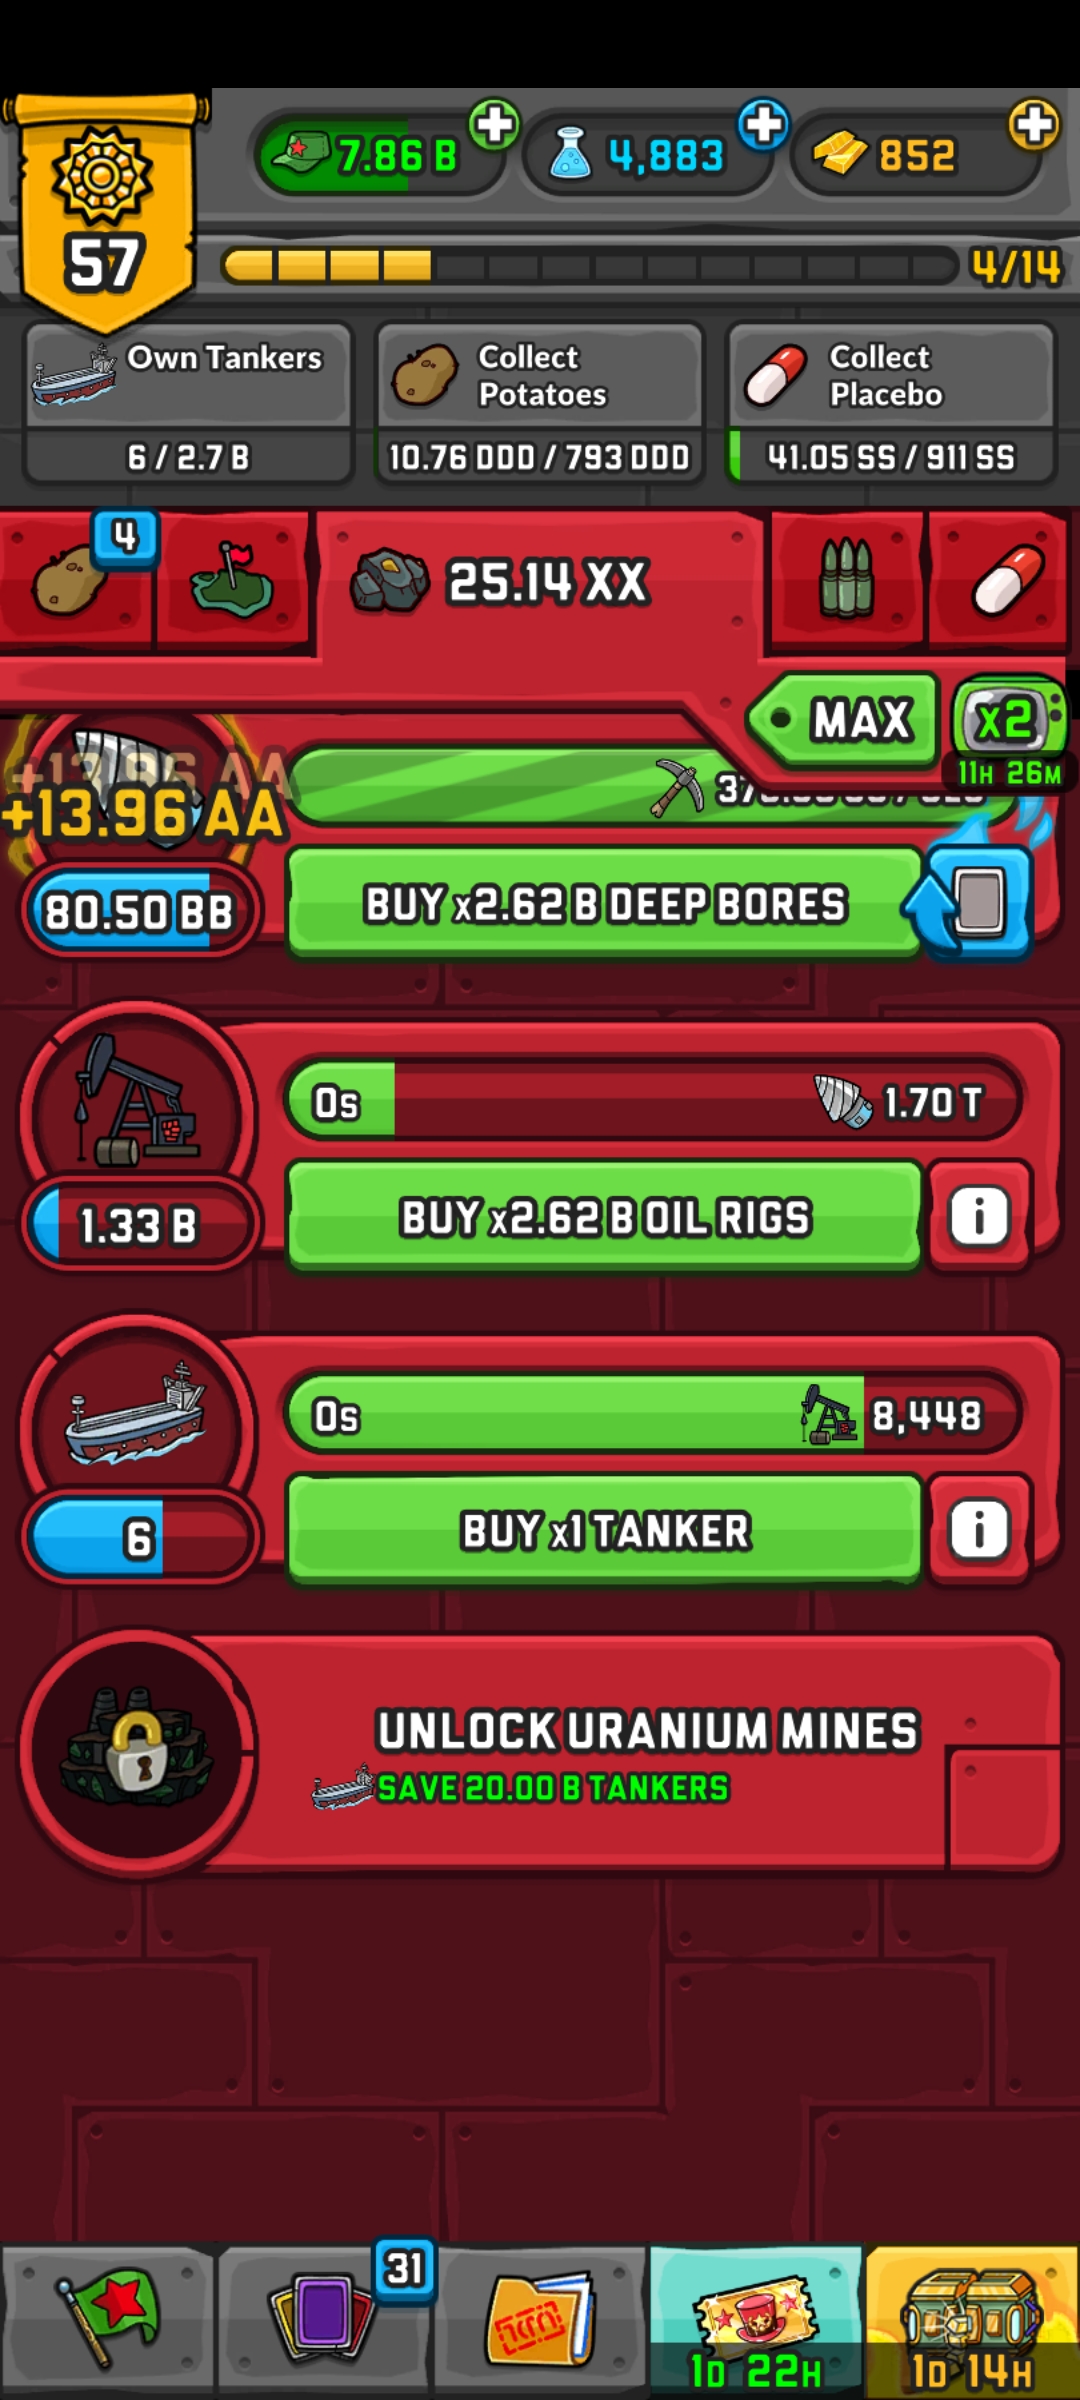 7.86 B
4,883
852
57
4/14
Own Tankers
6 / 2.7 B
Collect
Potatoes
10.76 DDD / 793 DDD
Collect
Placebo
41.05 SS / 911 SS
4
25.14 XX
MAX
x2
11H 26M
+13.96 AA
+13.96 AA
80.50 BB
BUY x2.62 B DEEP BORES
0s
1.70 T
1.33 B
BUY x2.62 B OIL RIGS
i
0s
8,448
6
BUY x1 TANKER
i
UNLOCK URANIUM MINES
SAVE 20.00 B TANKERS
31
1D 22H
1D 14H